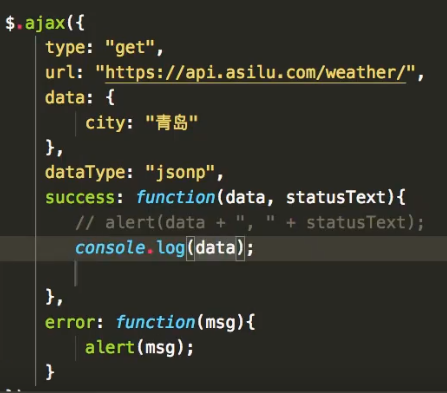 $.ajax({
type: "get",
url: "https://api.asilu.com/weather/",
data: {
city: "青岛"
},
dataType: "jsonp",
success: function(data, statusText){
// alert(data + ", " + statusText);
console.log(data);
},
error: function(msg){
alert(msg);
}